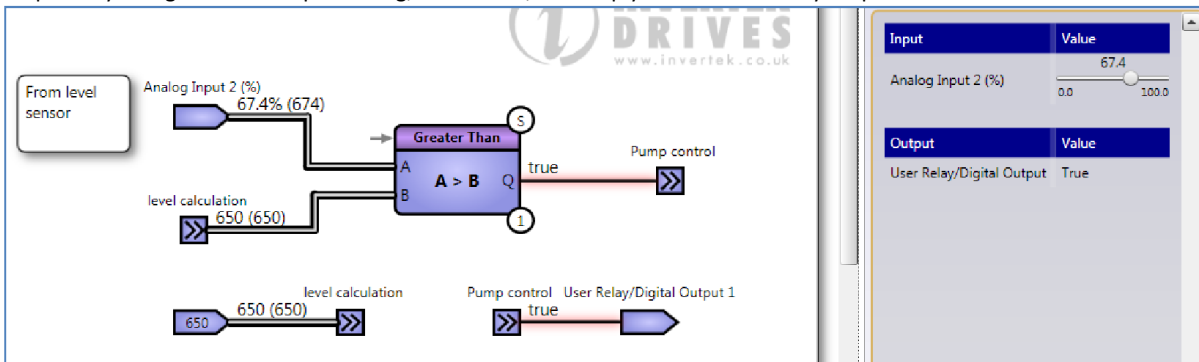 DRIVES
www.invertek.co.uk
From level
sensor
Analog Input 2 (%)
67.4% (674)
S
Greater Than
A
A > B
Q
B
true
Pump control
level calculation
650 (650)
1
level calculation
650 (650)
650
Pump control
true
User Relay/Digital Output 1
Input Value
67.4
Analog Input 2 (%)
0.0 100.0
Output Value
User Relay/Digital Output True